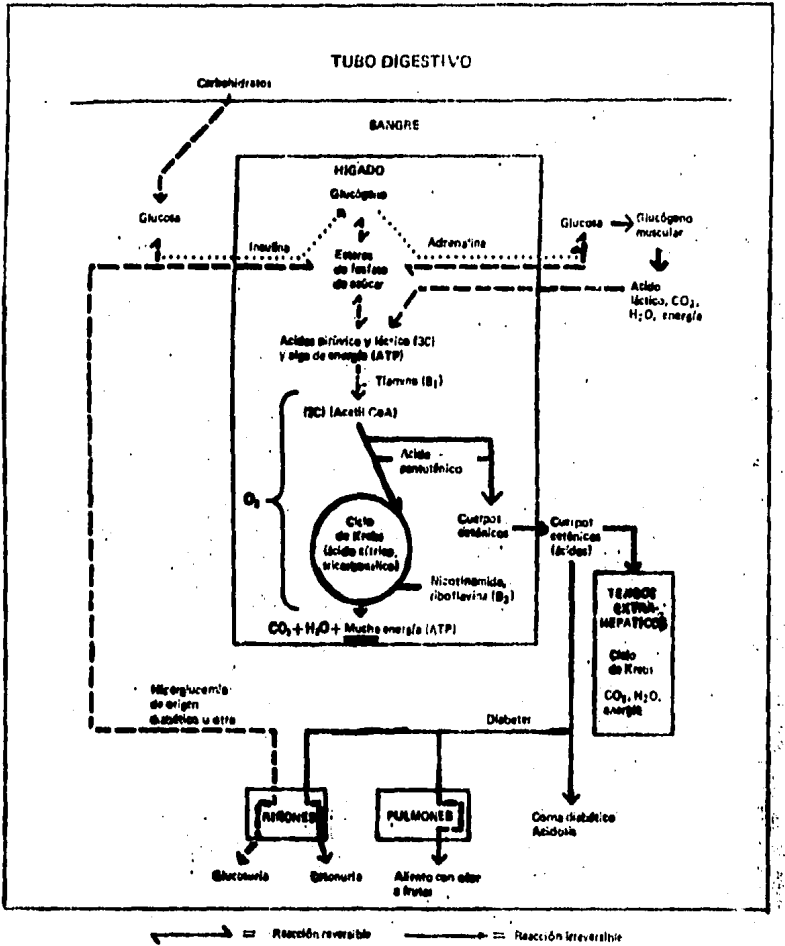 TUBO DIGESTIVO
Carbohidratos
SANGRE
HIGADO
Glucógeno
Glucosa
Insulina
Adrenalina
Glucosa
Glucógeno
muscular
Esteres
de fosfato
de azúcar
Acido
láctico, CO2,
H2O, energía
Acidos pirúvico y láctico (3C)
y algo de energía (ATP)
Tiamina (B1)
(2C) (Acetil CoA)
Acido
pantoténico
O2
Ciclo
de Krebs
(ácido cítrico,
tricarboxílico)
Cuerpos
cetónicos
Cuerpos
cetónicos
(ácidos)
Nicotinamida,
riboflavina (B2)
TEJIDOS
EXTRA-
HEPATICOS
Ciclo
de Krebs
CO2, H2O,
energía
CO2 + H2O + Mucha energía (ATP)
Hiperglucemia
de origen
diabético u otro
Diabetes
RIÑONES
PULMONES
Coma diabético
Acidosis
Glucosuria
Cetonuria
Aliento con olor
a frutas
= Reacción reversible
= Reacción irreversible